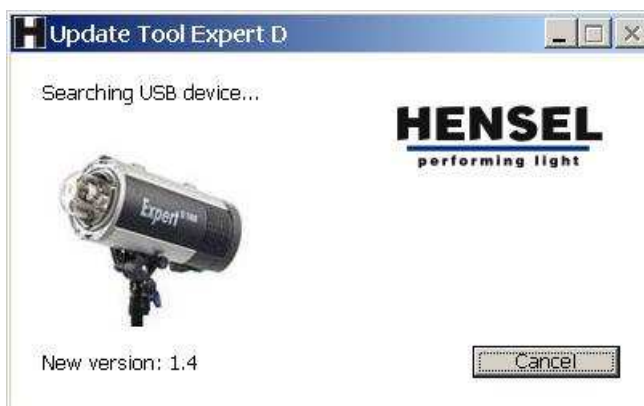 Update Tool Expert D
Searching USB device...
HENSEL
performing light
Expert
New version: 1.4
Cancel